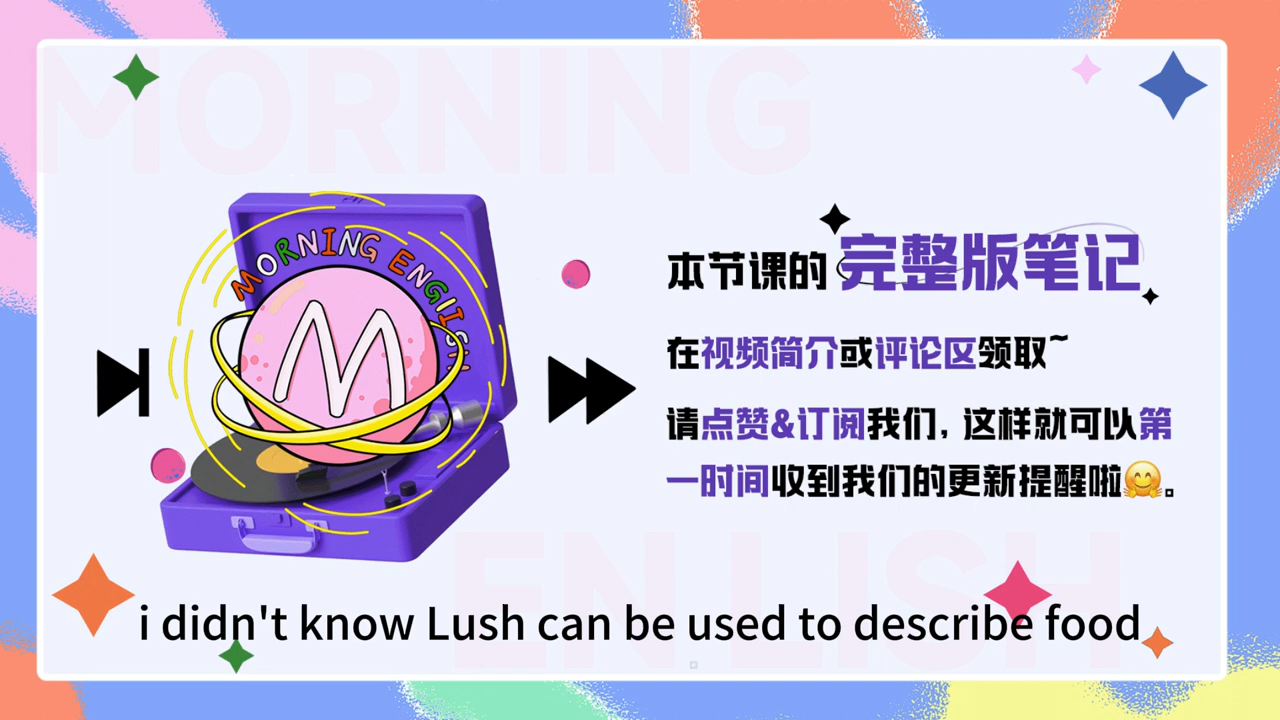 MORNING
MORNING ENGLISH
M
本节课的 完整版笔记
在视频简介或评论区领取~
请点赞&订阅我们, 这样就可以第
一时间收到我们的更新提醒啦🤗。
EN LISH
i didn't know Lush can be used to describe food